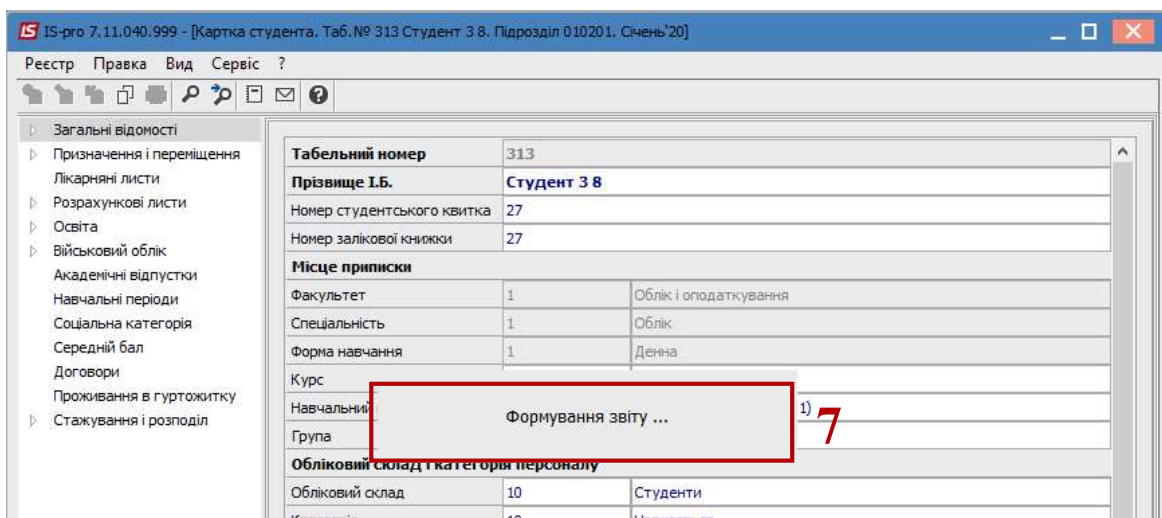 IS-pro 7.11.040.999 - [Картка студента. Таб.№ 313 Студент З 8. Підрозділ 010201. Січень'20]
Реєстр Правка Вид Сервіс ?
Загальні відомості
Призначення і переміщення
Лікарняні листи
Розрахункові листи
Освіта
Військовий облік
Академічні відпустки
Навчальні періоди
Соціальна категорія
Середній бал
Договори
Проживання в гуртожитку
Стажування і розподіл
Табельний номер 313
Прізвище І.Б. Студент З 8
Номер студентського квитка 27
Номер залікової книжки 27
Місце приписки
Факультет 1 Облік і оподаткування
Спеціальність 1 Облік
Форма навчання 1 Денна
Курс
Навчальний 1)
Група
Формування звіту ...
7
Обліковий склад і категорія персоналу
Обліковий склад 10 Студенти